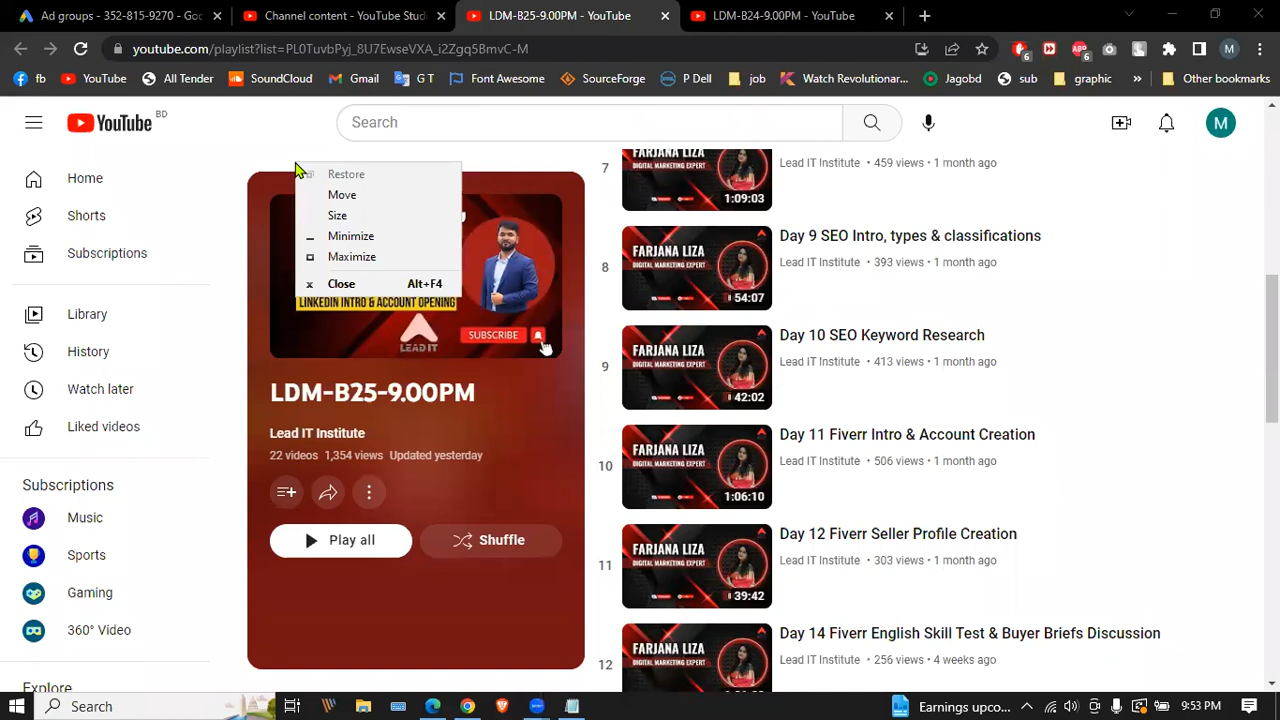 Ad groups - 352-815-9270 - Goo
Channel content - YouTube Stud
LDM-B25-9.00PM - YouTube
LDM-B24-9.00PM - YouTube
youtube.com/playlist?list=PL0TuvbPyj_8U7EwseVXA_i2Zgq5BmvC-M
6
6
M
fb
YouTube
All Tender
SoundCloud
Gmail
G T
Font Awesome
SourceForge
P Dell
job
Watch Revolutionar...
Jagobd
sub
graphic
»
Other bookmarks
YouTube BD
Search
M
Home
Shorts
Subscriptions
Library
History
Watch later
Liked videos
Subscriptions
Music
Sports
Gaming
360° Video
Explore
Restore
Move
Size
Minimize
Maximize
Close Alt+F4
LINKEDIN INTRO & ACCOUNT OPENING
LEAD IT
SUBSCRIBE
LDM-B25-9.00PM
Lead IT Institute
22 videos 1,354 views Updated yesterday
Play all
Shuffle
7
DIGITAL MARKETING EXPERT
1:09:03
Lead IT Institute • 459 views • 1 month ago
8
FARJANA LIZA
DIGITAL MARKETING EXPERT
54:07
Day 9 SEO Intro, types & classifications
Lead IT Institute • 393 views • 1 month ago
9
FARJANA LIZA
DIGITAL MARKETING EXPERT
42:02
Day 10 SEO Keyword Research
Lead IT Institute • 413 views • 1 month ago
10
FARJANA LIZA
DIGITAL MARKETING EXPERT
1:06:10
Day 11 Fiverr Intro & Account Creation
Lead IT Institute • 506 views • 1 month ago
11
FARJANA LIZA
DIGITAL MARKETING EXPERT
39:42
Day 12 Fiverr Seller Profile Creation
Lead IT Institute • 303 views • 1 month ago
12
FARJANA LIZA
DIGITAL MARKETING EXPERT
Day 14 Fiverr English Skill Test & Buyer Briefs Discussion
Lead IT Institute • 256 views • 4 weeks ago
Search
Earnings upco...
9:53 PM